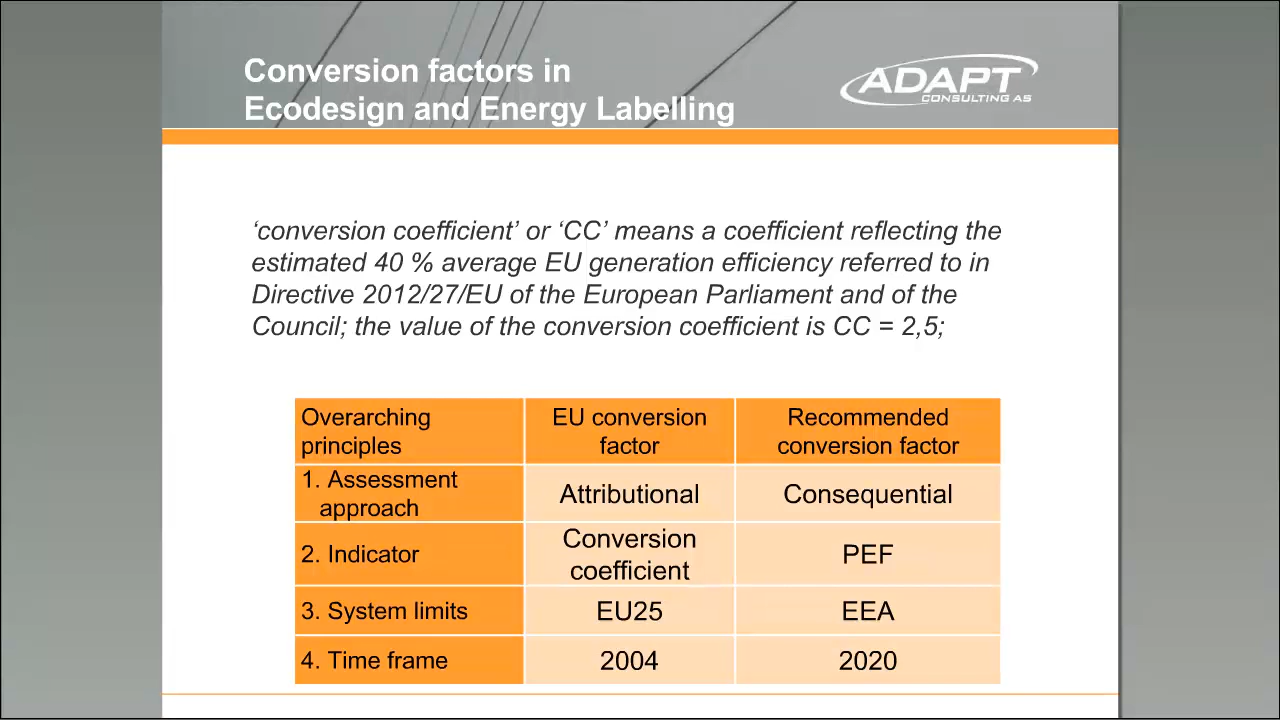 Conversion factors in
Ecodesign and Energy Labelling
ADAPT
CONSULTING AS
‘conversion coefficient’ or ‘CC’ means a coefficient reflecting the
estimated 40 % average EU generation efficiency referred to in
Directive 2012/27/EU of the European Parliament and of the
Council; the value of the conversion coefficient is CC = 2,5;
Overarching
principles
EU conversion
factor
Recommended
conversion factor
1. Assessment
approach
Attributional
Consequential
2. Indicator
Conversion
coefficient
PEF
3. System limits
EU25
EEA
4. Time frame
2004
2020